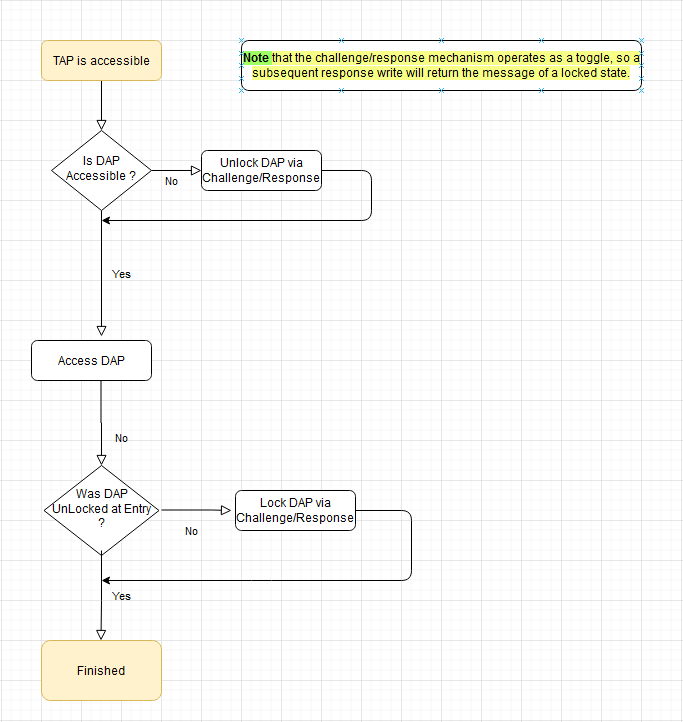 TAP is accessible
Note that the challenge/response mechanism operates as a toggle, so a
subsequent response write will return the message of a locked state.
Is DAP
Accessible ?
No
Unlock DAP via
Challenge/Response
Yes
Access DAP
No
Was DAP
UnLocked at Entry
?
No
Lock DAP via
Challenge/Response
Yes
Finished